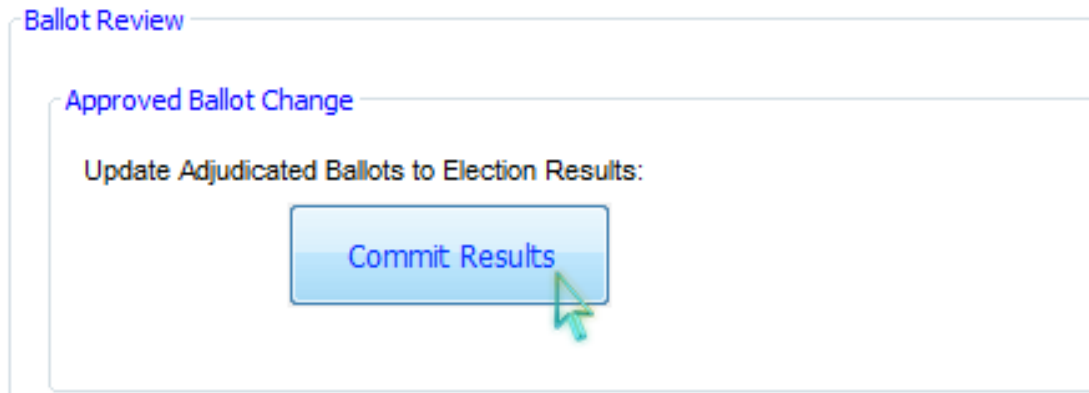 Ballot Review
Approved Ballot Change
Update Adjudicated Ballots to Election Results:
Commit Results